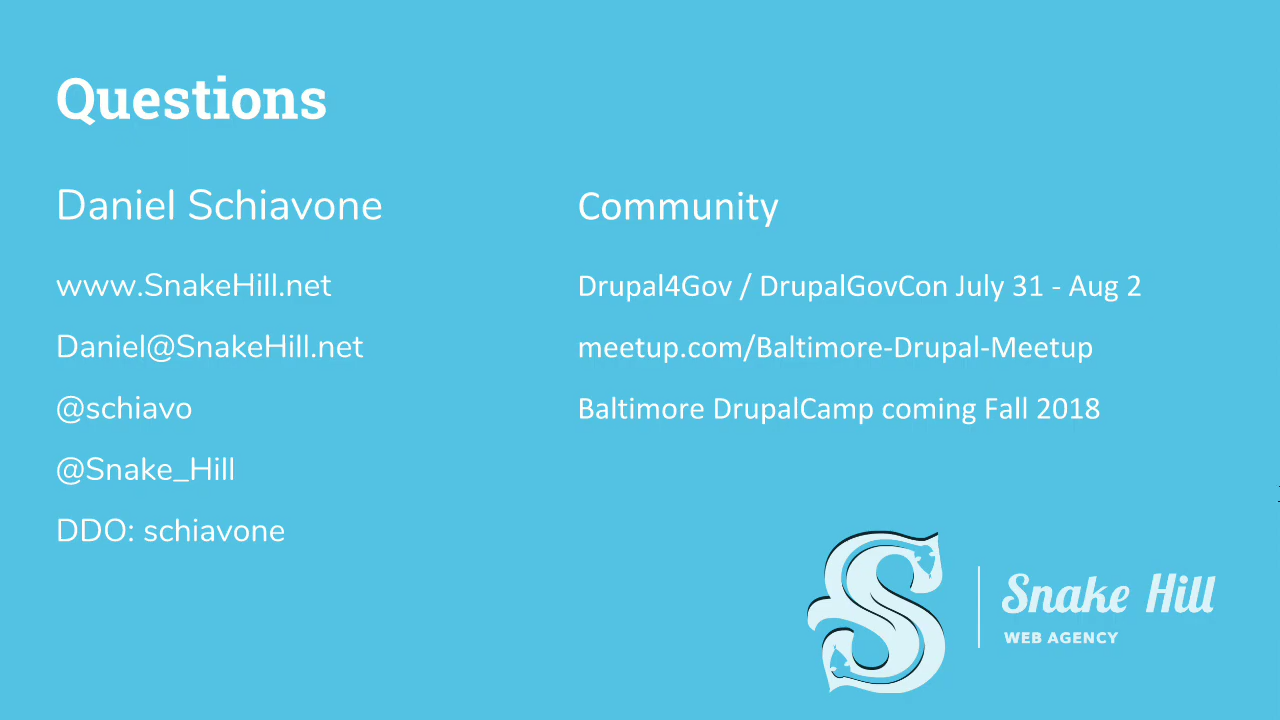 Questions
Daniel Schiavone
www.SnakeHill.net
Daniel@SnakeHill.net
@schiavo
@Snake_Hill
DDO: schiavone
Community
Drupal4Gov / DrupalGovCon July 31 - Aug 2
meetup.com/Baltimore-Drupal-Meetup
Baltimore DrupalCamp coming Fall 2018
S
Snake Hill
WEB AGENCY